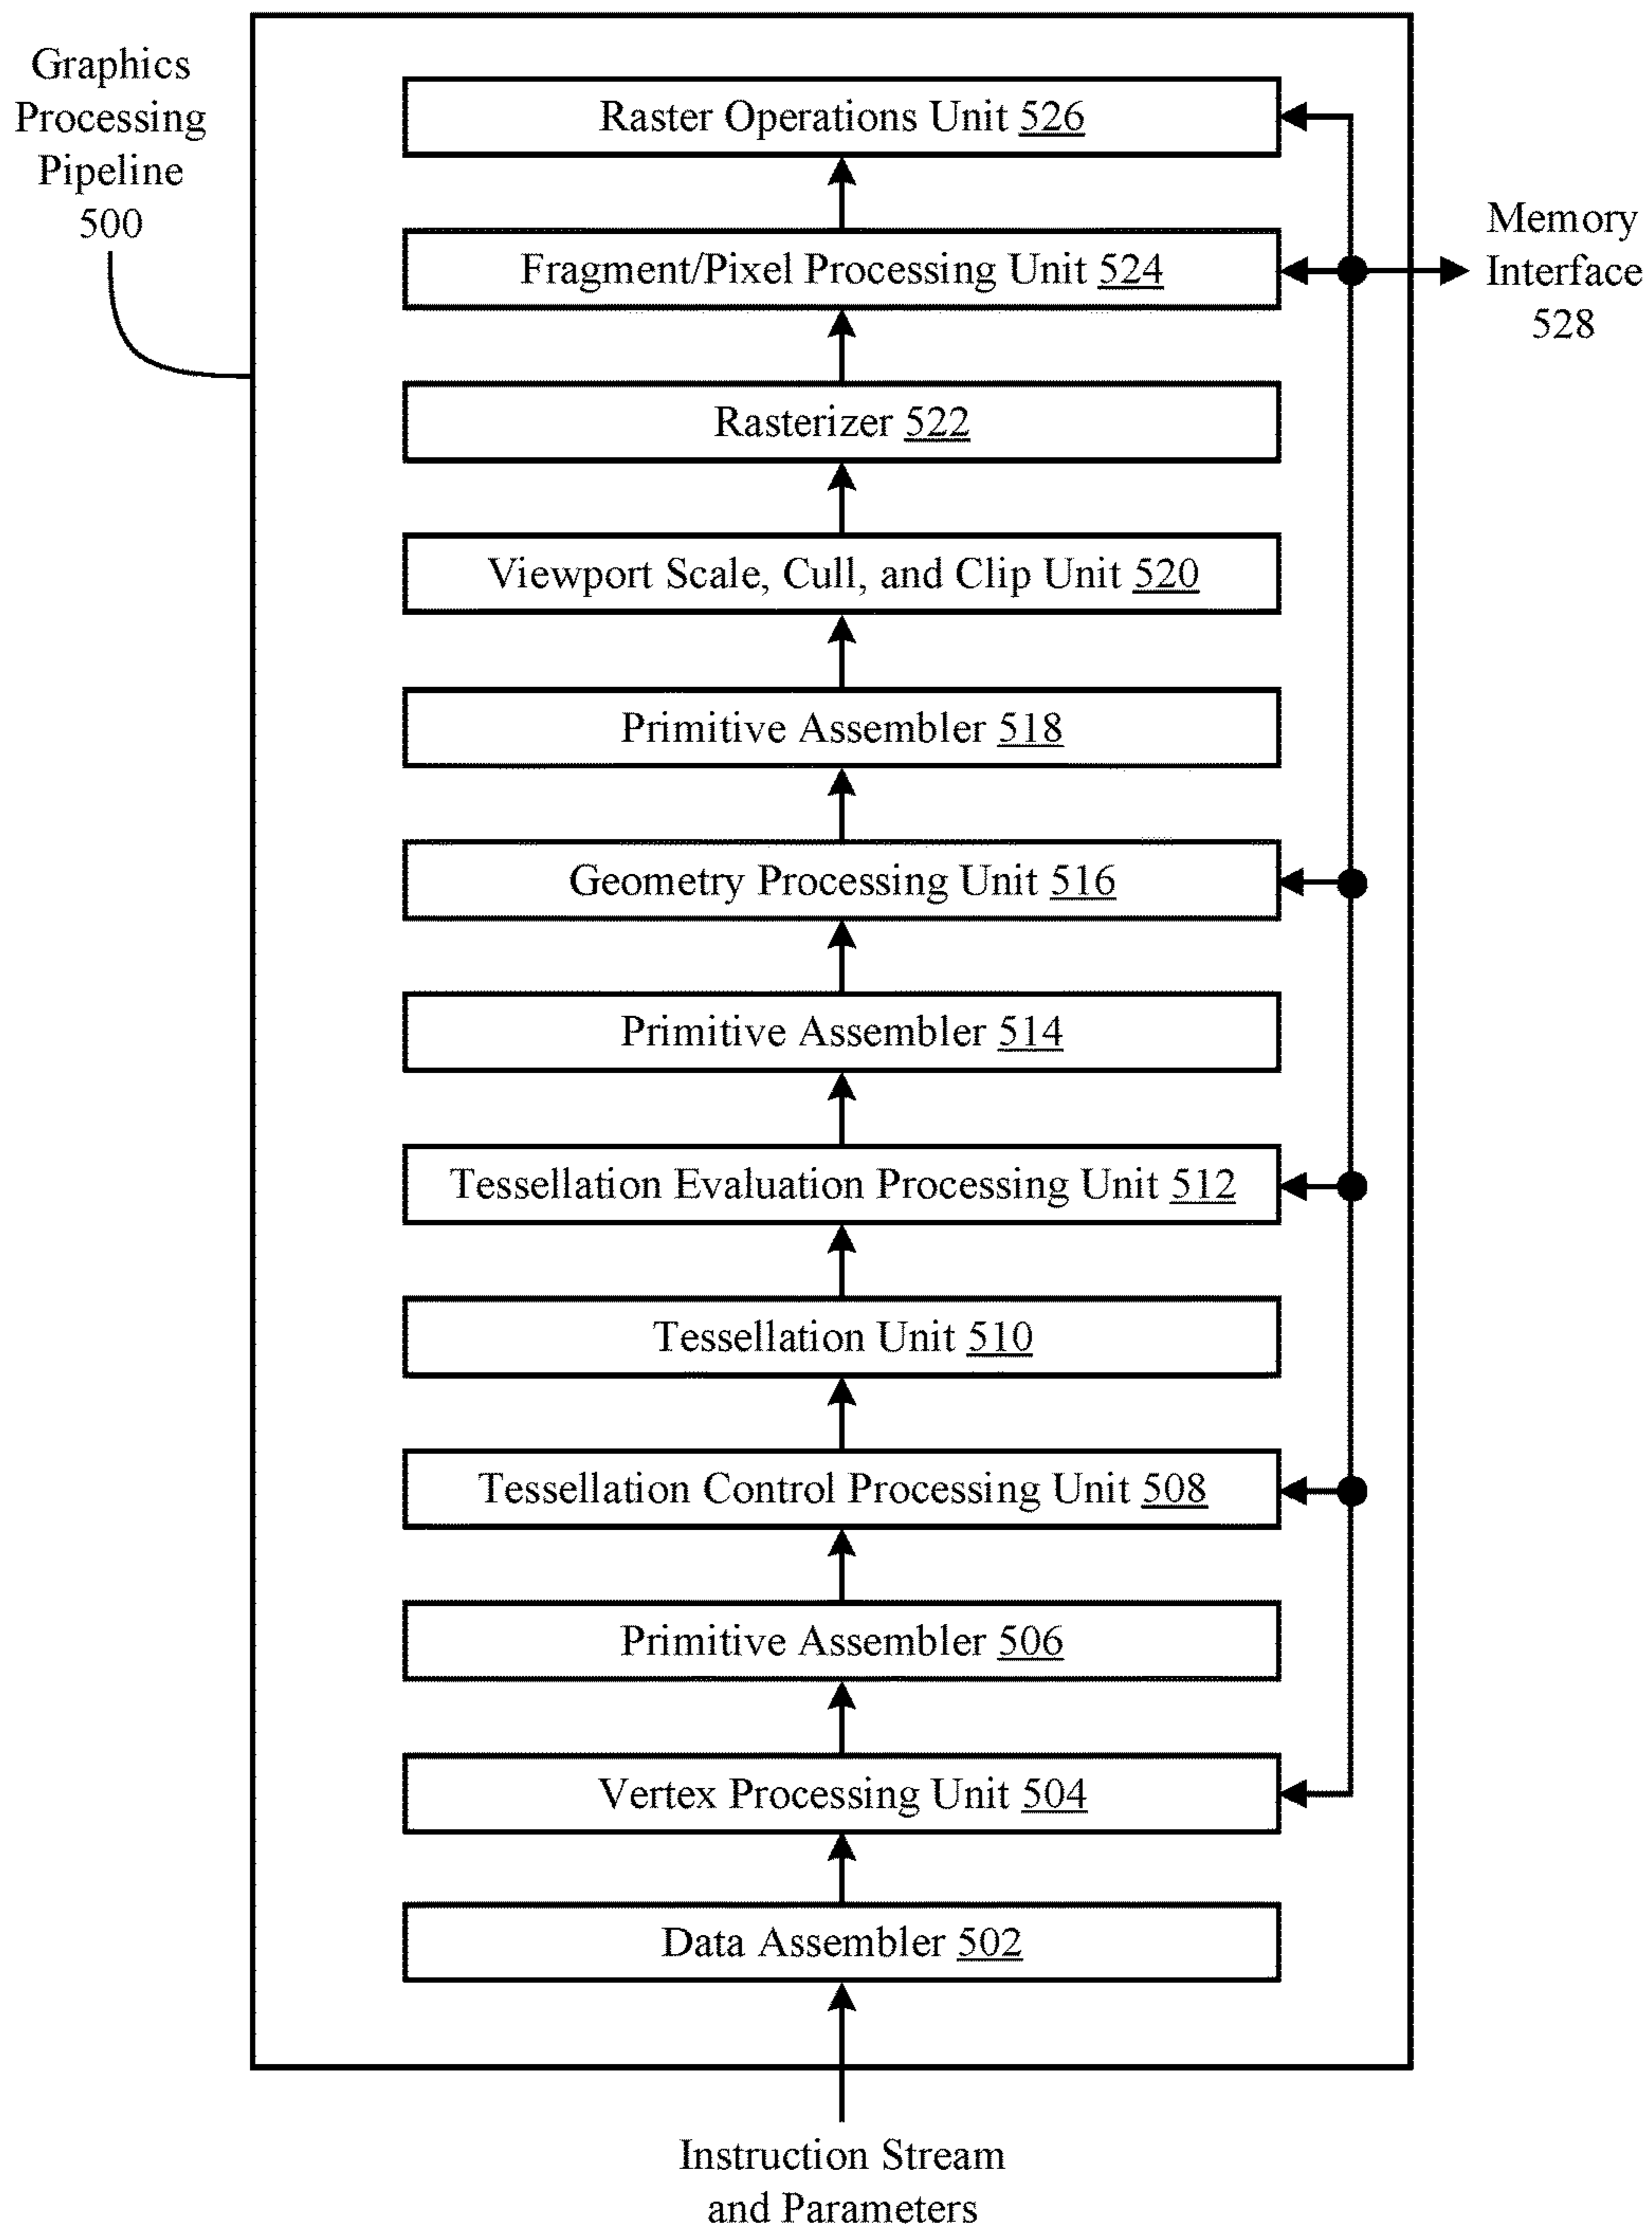 Graphics
Processing
Pipeline
500
Raster Operations Unit 526
Fragment/Pixel Processing Unit 524
Memory
Interface
528
Rasterizer 522
Viewport Scale, Cull, and Clip Unit 520
Primitive Assembler 518
Geometry Processing Unit 516
Primitive Assembler 514
Tessellation Evaluation Processing Unit 512
Tessellation Unit 510
Tessellation Control Processing Unit 508
Primitive Assembler 506
Vertex Processing Unit 504
Data Assembler 502
Instruction Stream
and Parameters